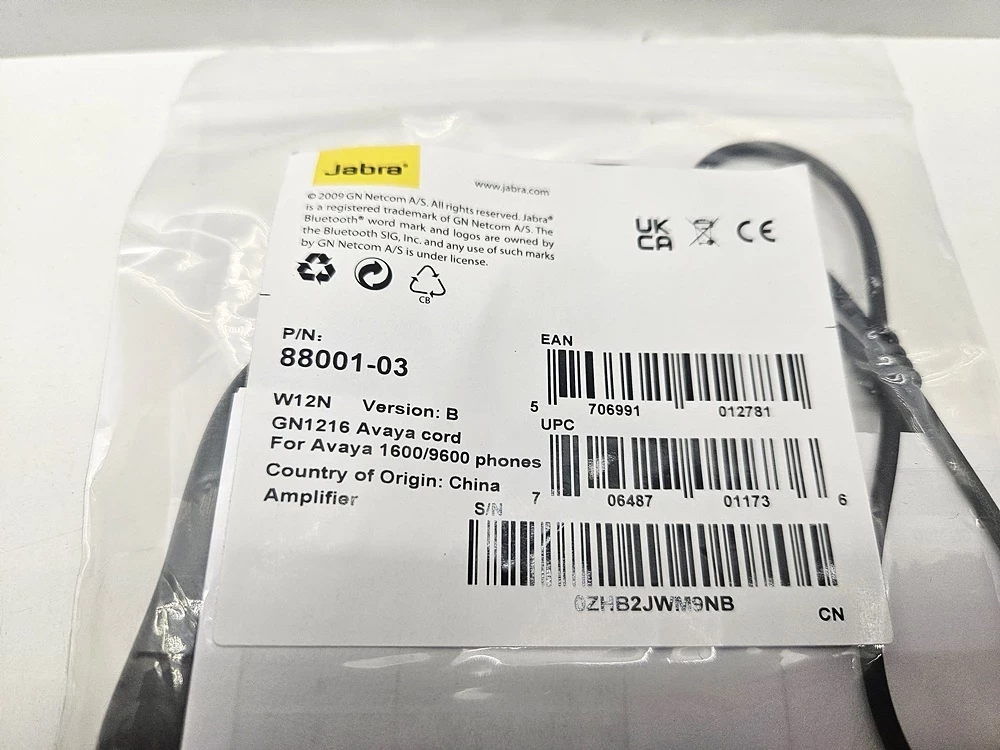 Jabra®
www.jabra.com
© 2009 GN Netcom A/S. All rights reserved. Jabra®
is a registered trademark of GN Netcom A/S. The
Bluetooth® word mark and logos are owned by
the Bluetooth SIG, Inc. and any use of such marks
by GN Netcom A/S is under license.
UK
CA
CE
CB
P/N:
88001-03
W12N Version: B
GN1216 Avaya cord
For Avaya 1600/9600 phones
Country of Origin: China
Amplifier
EAN
5 706991 012781
UPC
7 06487 01173 6
S/N
0ZHB2JWM9NB
CN